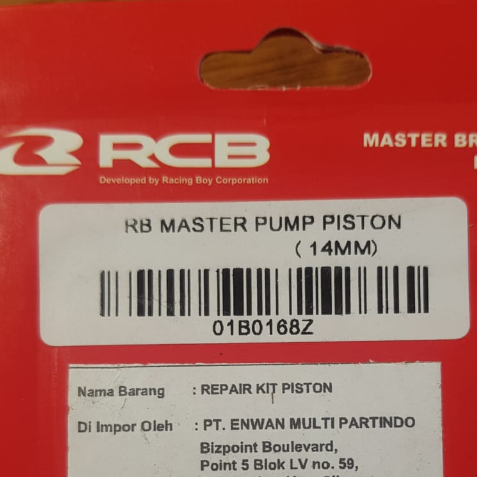 RCB
MASTER BR
Developed by Racing Boy Corporation
RB MASTER PUMP PISTON
( 14MM)
01B0168Z
Nama Barang : REPAIR KIT PISTON
Di Impor Oleh : PT. ENWAN MULTI PARTINDO
Bizpoint Boulevard,
Point 5 Blok LV no. 59,